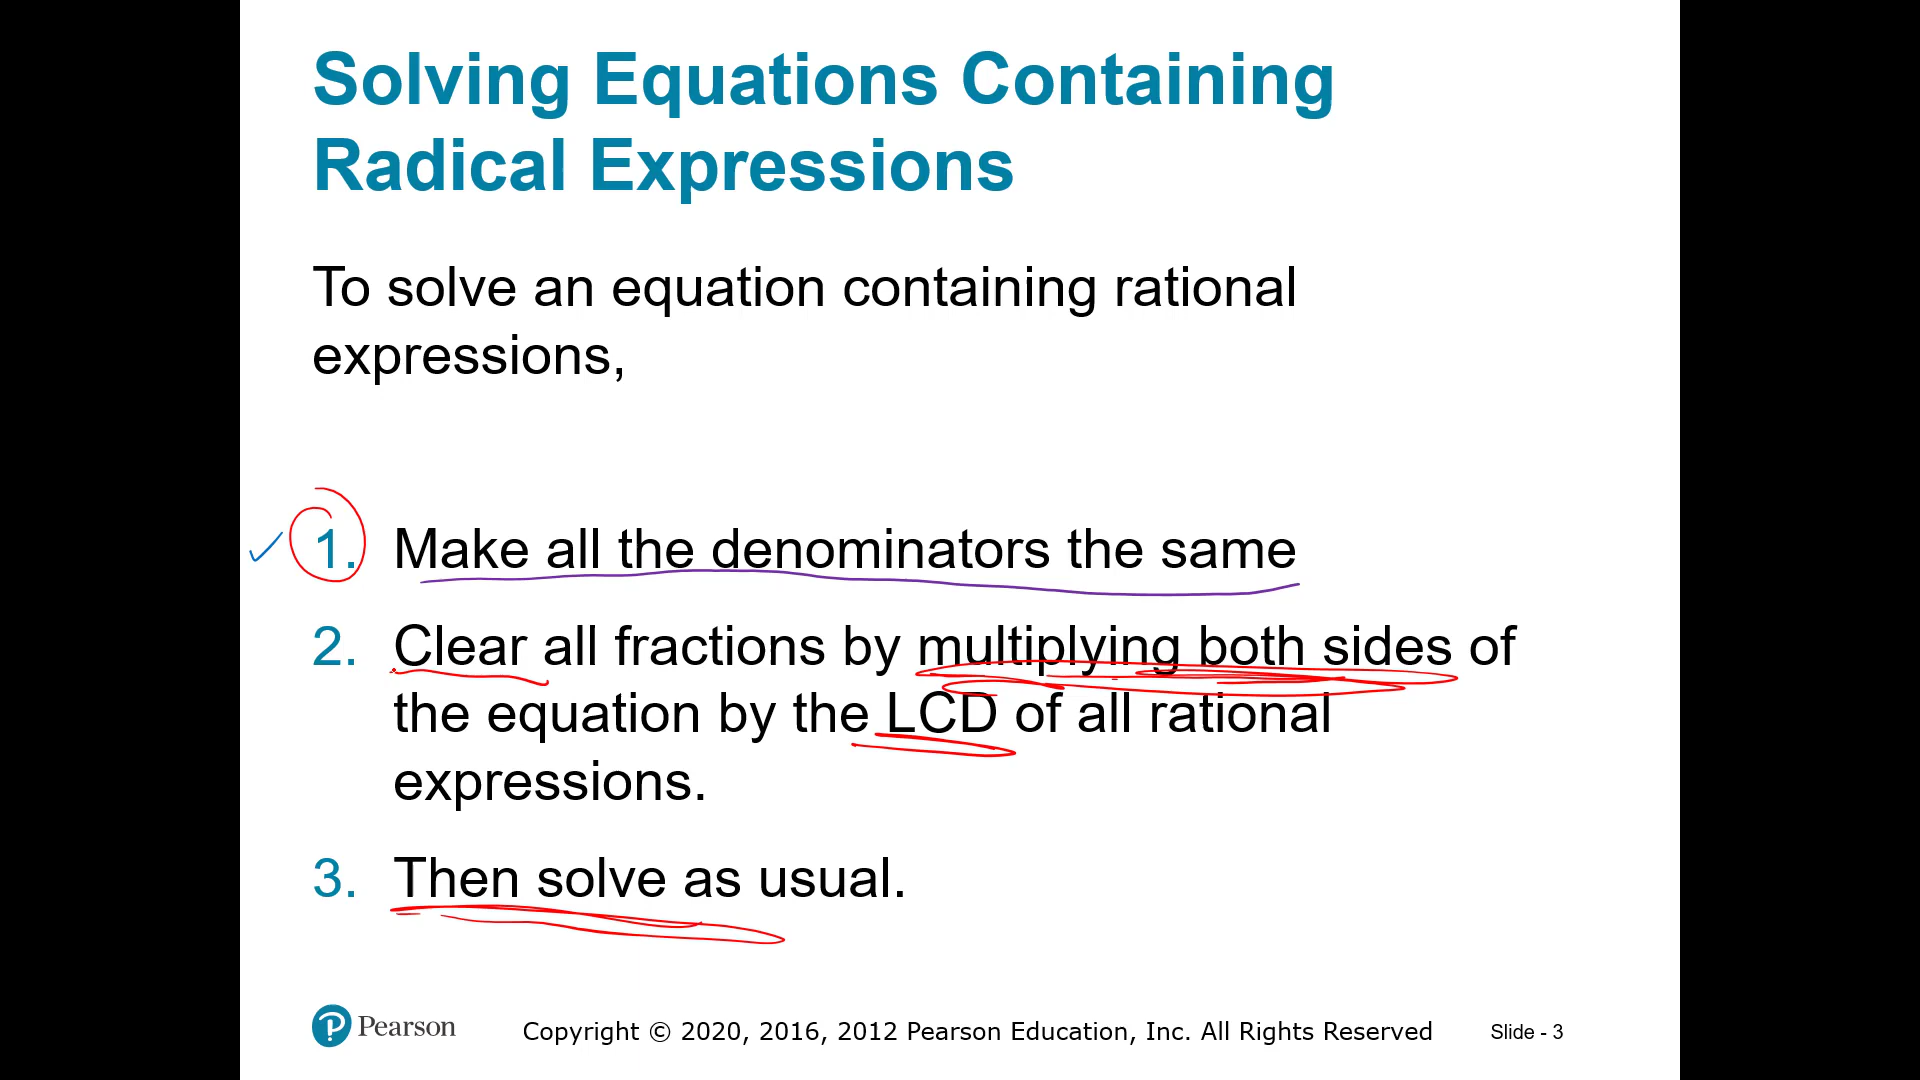 Solving Equations Containing
Radical Expressions
To solve an equation containing rational
expressions,
1. Make all the denominators the same
2. Clear all fractions by multiplying both sides of
the equation by the LCD of all rational
expressions.
3. Then solve as usual.
Pearson
Copyright © 2020, 2016, 2012 Pearson Education, Inc. All Rights Reserved
Slide - 3